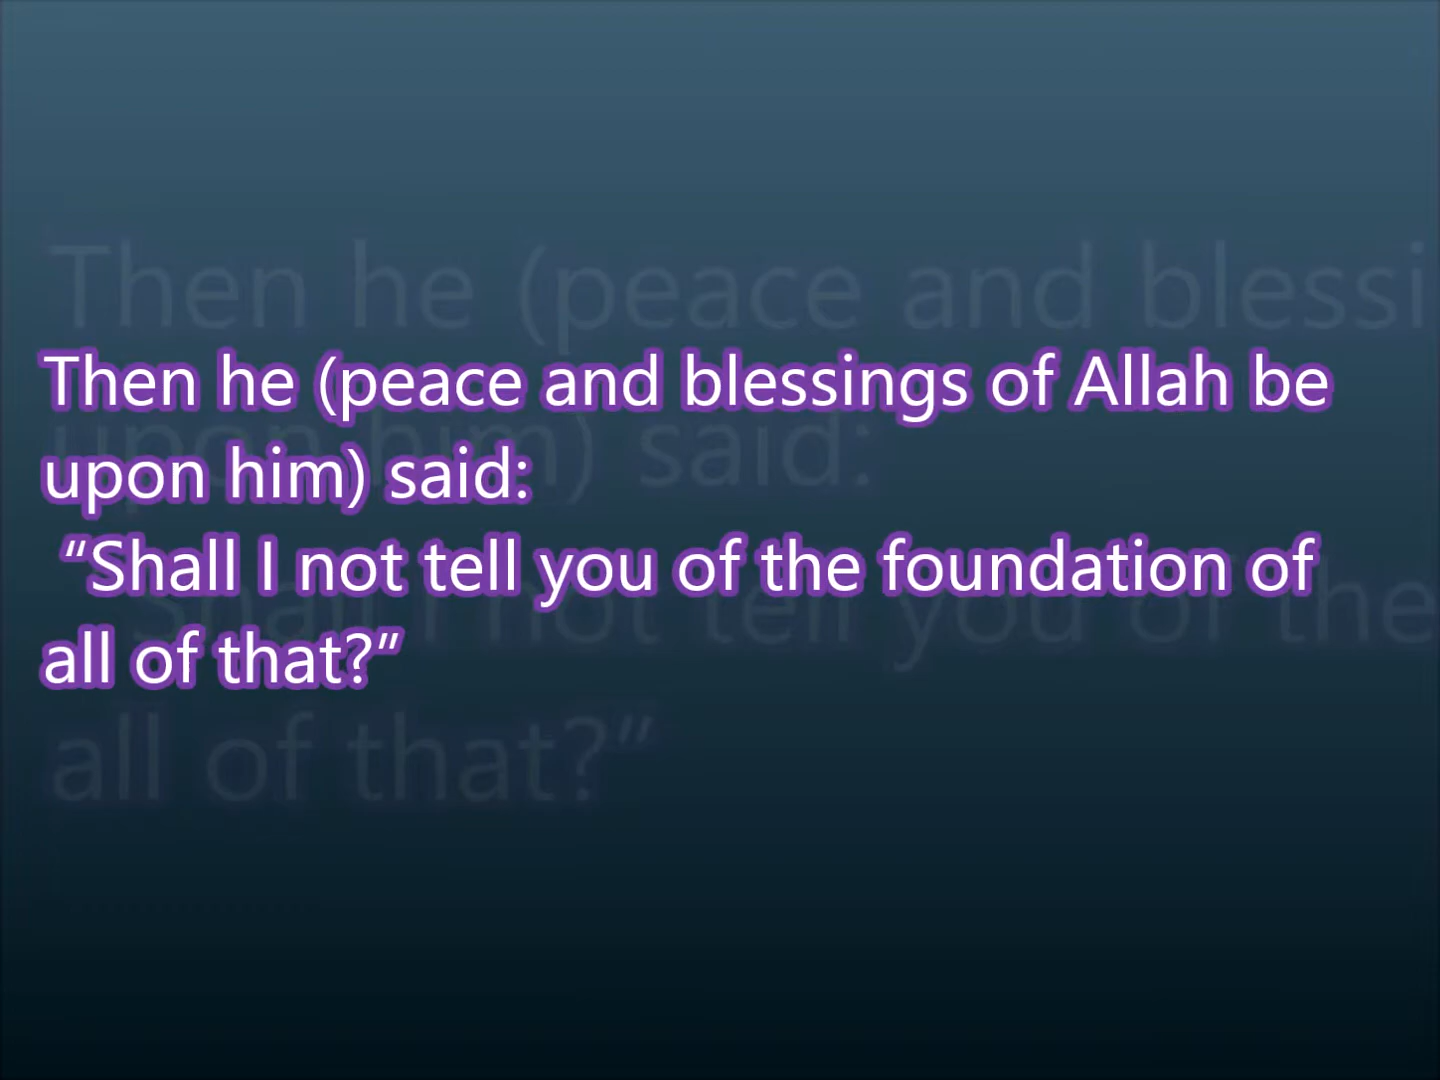 Then he (peace and blessings of Allah be
upon him) said:
“Shall I not tell you of the foundation of
all of that?”